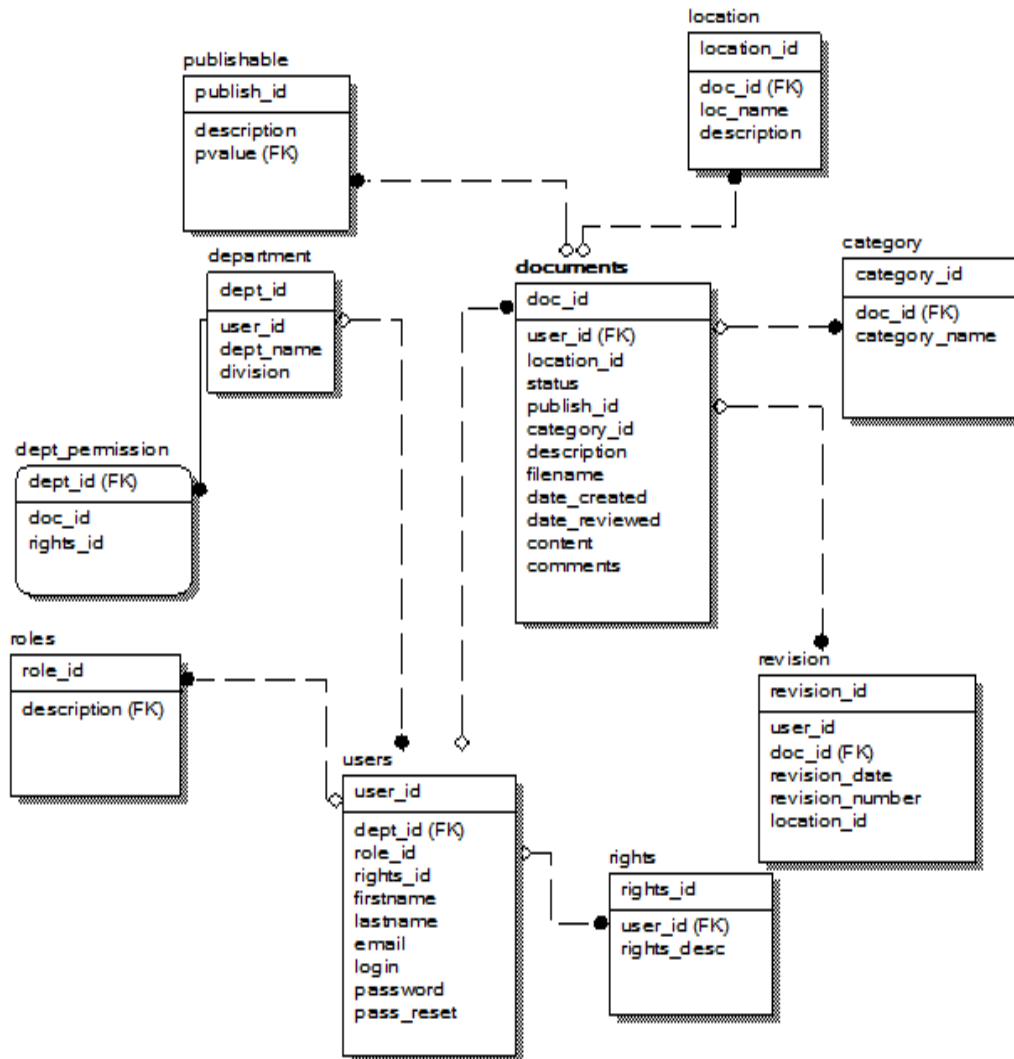 location
location_id
doc_id (FK)
loc_name
description
publishable
publish_id
description
pvalue (FK)
category
category_id
doc_id (FK)
category_name
department
dept_id
user_id
dept_name
division
documents
doc_id
user_id (FK)
location_id
status
publish_id
category_id
description
filename
date_created
date_reviewed
content
comments
dept_permission
dept_id (FK)
doc_id
rights_id
roles
role_id
description (FK)
revision
revision_id
user_id
doc_id (FK)
revision_date
revision_number
location_id
users
user_id
dept_id (FK)
role_id
rights_id
firstname
lastname
email
login
password
pass_reset
rights
rights_id
user_id (FK)
rights_desc